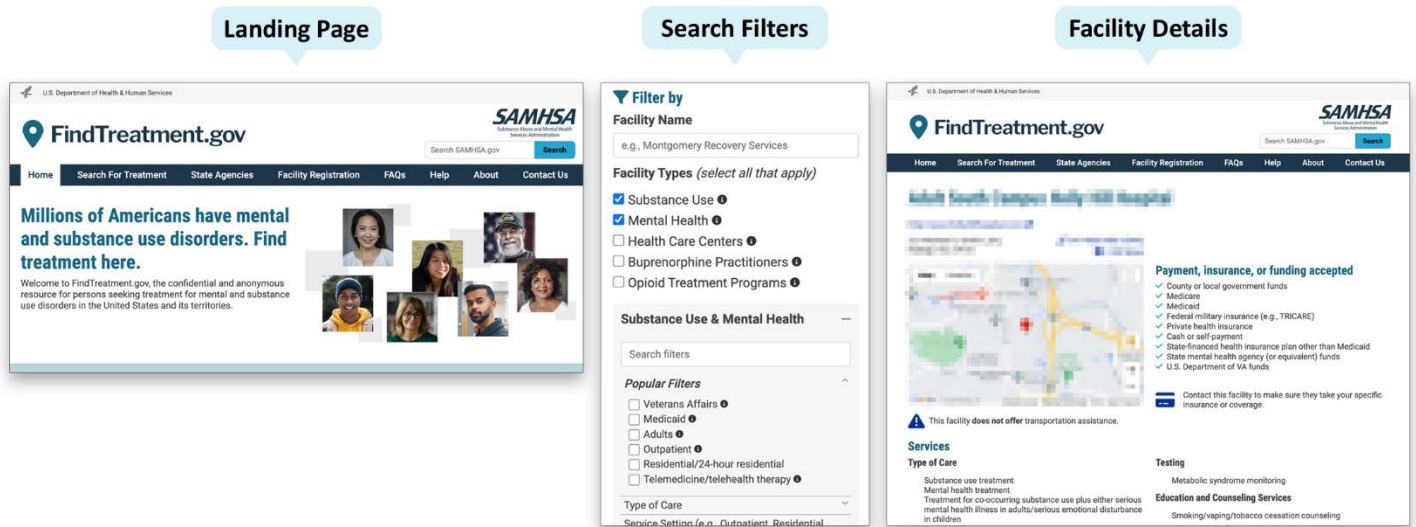 Landing Page
U.S. Department of Health & Human Services
FindTreatment.gov
SAMHSA
Substance Abuse and Mental Health
Services Administration
Search SAMHSA.gov
Search
Home Search For Treatment State Agencies Facility Registration FAQs Help About Contact Us
Millions of Americans have mental
and substance use disorders. Find
treatment here.
Welcome to FindTreatment.gov, the confidential and anonymous
resource for persons seeking treatment for mental and substance
use disorders in the United States and its territories.
Search Filters
Filter by
Facility Name
e.g., Montgomery Recovery Services
Facility Types (select all that apply)
Substance Use
Mental Health
Health Care Centers
Buprenorphine Practitioners
Opioid Treatment Programs
Substance Use & Mental Health
Search filters
Popular Filters
Veterans Affairs
Medicaid
Adults
Outpatient
Residential/24-hour residential
Telemedicine/telehealth therapy
Type of Care
Service Setting (e.g., Outpatient, Residential,
Facility Details
U.S. Department of Health & Human Services
FindTreatment.gov
SAMHSA
Substance Abuse and Mental Health
Services Administration
Search SAMHSA.gov
Search
Home Search For Treatment State Agencies Facility Registration FAQs Help About Contact Us
Payment, insurance, or funding accepted
County or local government funds
Medicare
Medicaid
Federal military insurance (e.g., TRICARE)
Private health insurance
Cash or self-payment
State-financed health insurance plan other than Medicaid
State mental health agency (or equivalent) funds
U.S. Department of VA funds
Contact this facility to make sure they take your specific
insurance or coverage.
This facility does not offer transportation assistance.
Services
Type of Care
Substance use treatment
Mental health treatment
Treatment for co-occurring substance use plus either serious
mental health illness in adults/serious emotional disturbance
in children
Testing
Metabolic syndrome monitoring
Education and Counseling Services
Smoking/vaping/tobacco cessation counseling